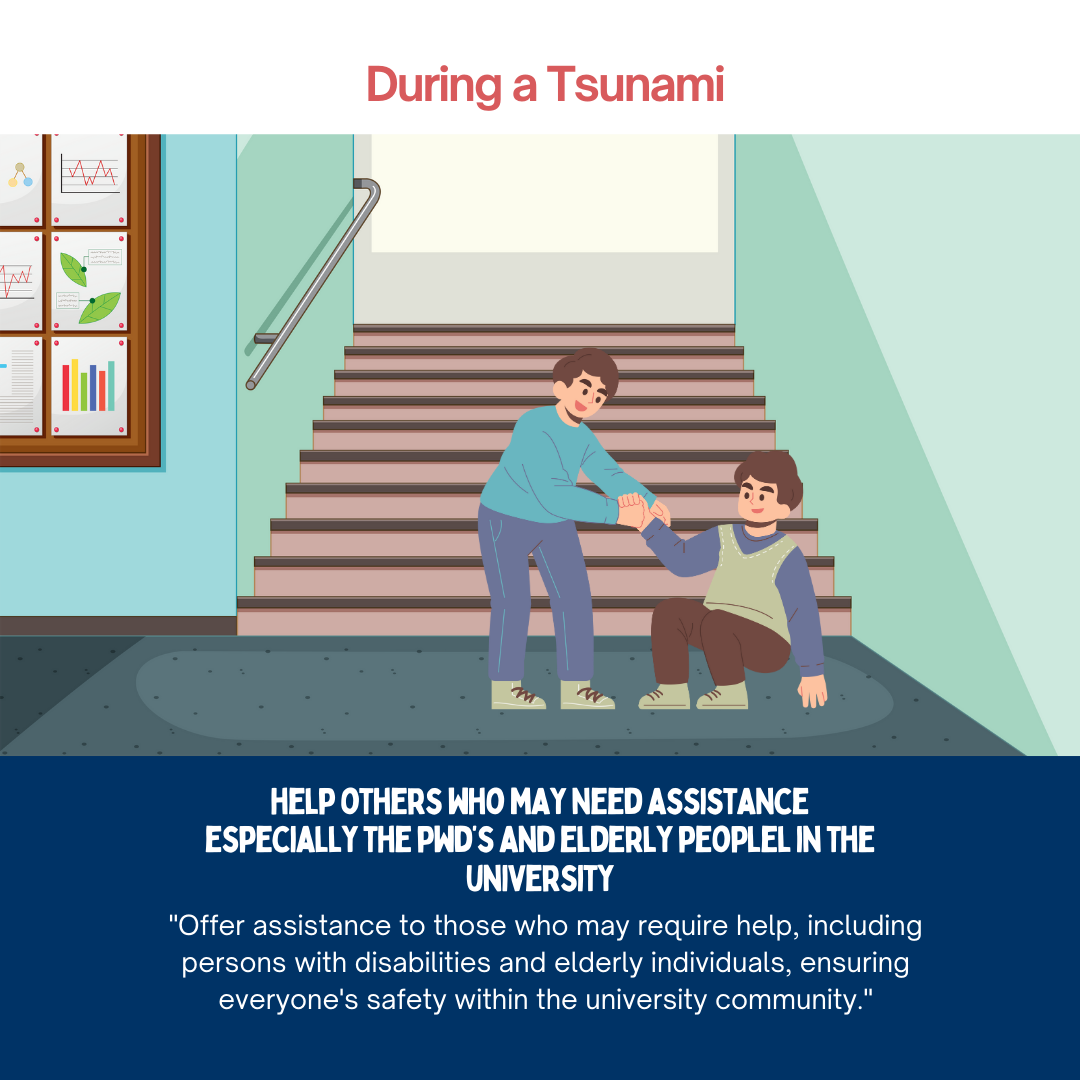 During a Tsunami
HELP OTHERS WHO MAY NEED ASSISTANCE
ESPECIALLY THE PWD'S AND ELDERLY PEOPLEL IN THE
UNIVERSITY
"Offer assistance to those who may require help, including
persons with disabilities and elderly individuals, ensuring
everyone's safety within the university community."